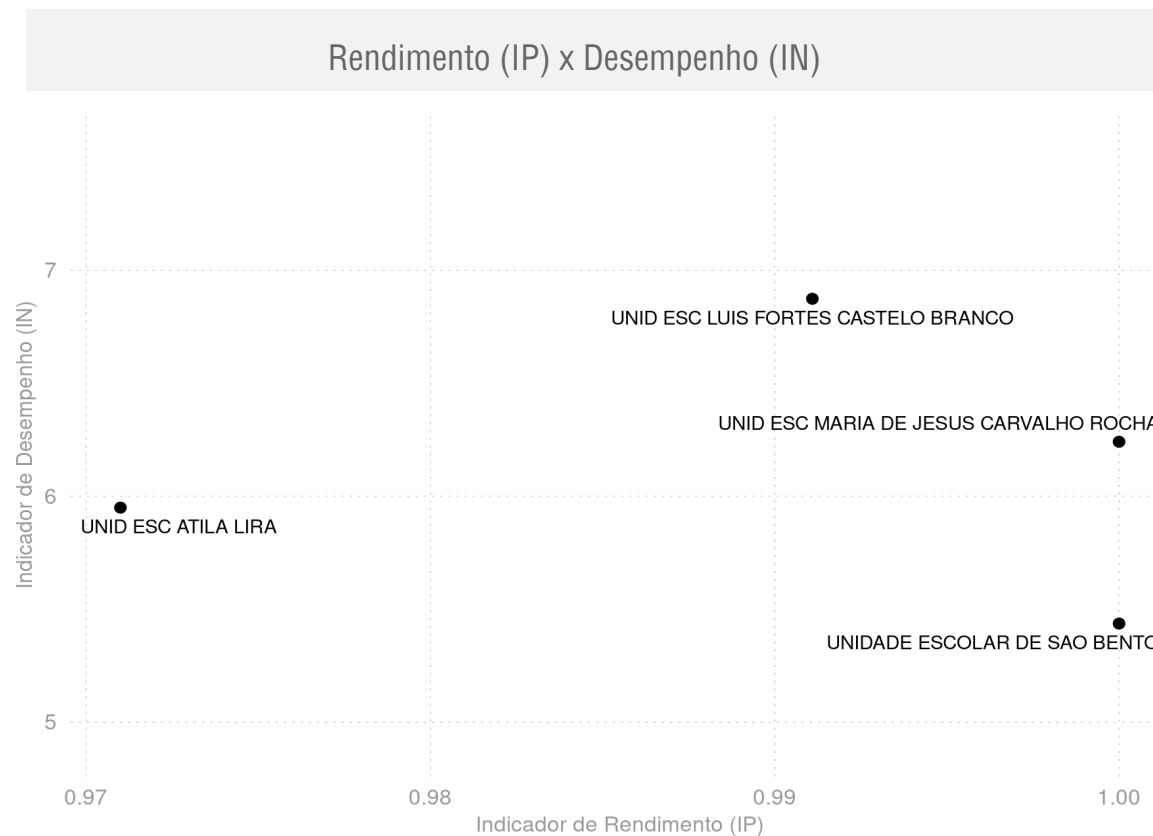 Rendimento (IP) x Desempenho (IN)
7
UNID ESC LUIS FORTES CASTELO BRANCO
UNID ESC MARIA DE JESUS CARVALHO ROCHA
6
UNID ESC ATILA LIRA
UNIDADE ESCOLAR DE SAO BENTO
5
Indicador de Desempenho (IN)
0.97 0.98 0.99 1.00
Indicador de Rendimento (IP)